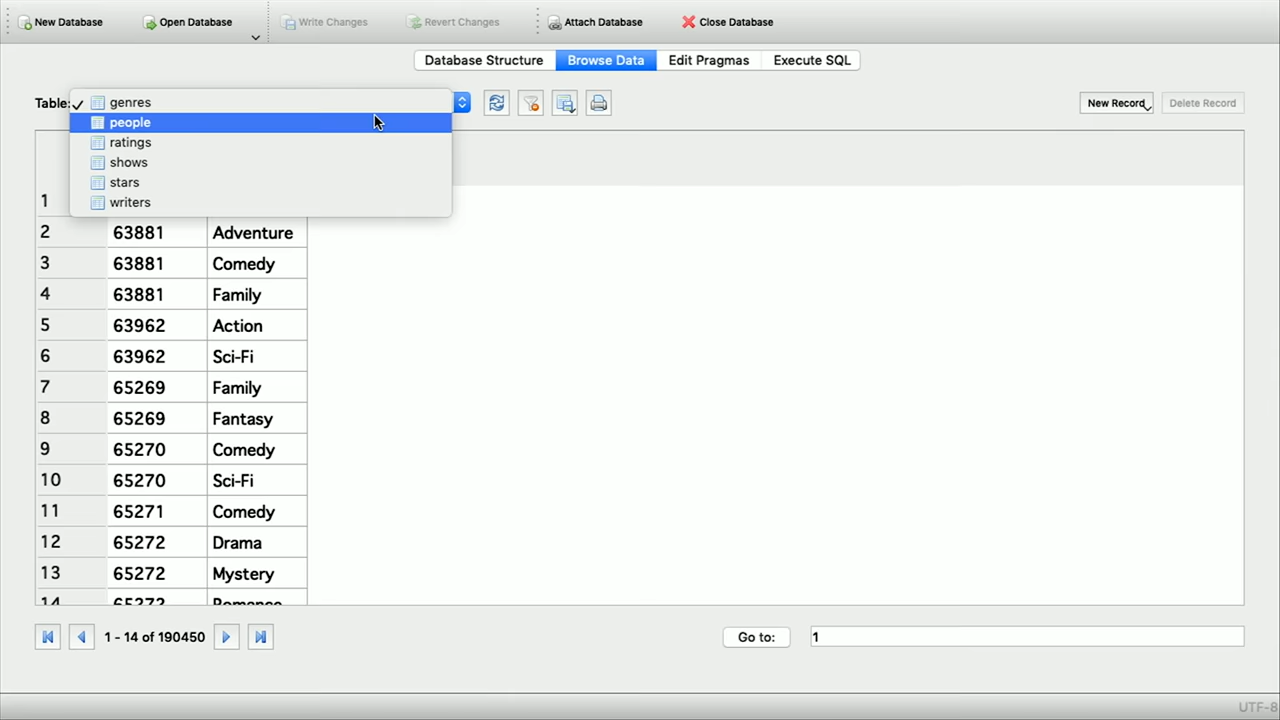 New Database Open Database Write Changes Revert Changes Attach Database Close Database
Database Structure Browse Data Edit Pragmas Execute SQL
Table: genres New Record Delete Record
people
ratings
shows
stars
1
writers
2 63881 Adventure
3 63881 Comedy
4 63881 Family
5 63962 Action
6 63962 Sci-Fi
7 65269 Family
8 65269 Fantasy
9 65270 Comedy
10 65270 Sci-Fi
11 65271 Comedy
12 65272 Drama
13 65272 Mystery
14 65272 Romance
1 - 14 of 190450 Go to: 1
UTF-8